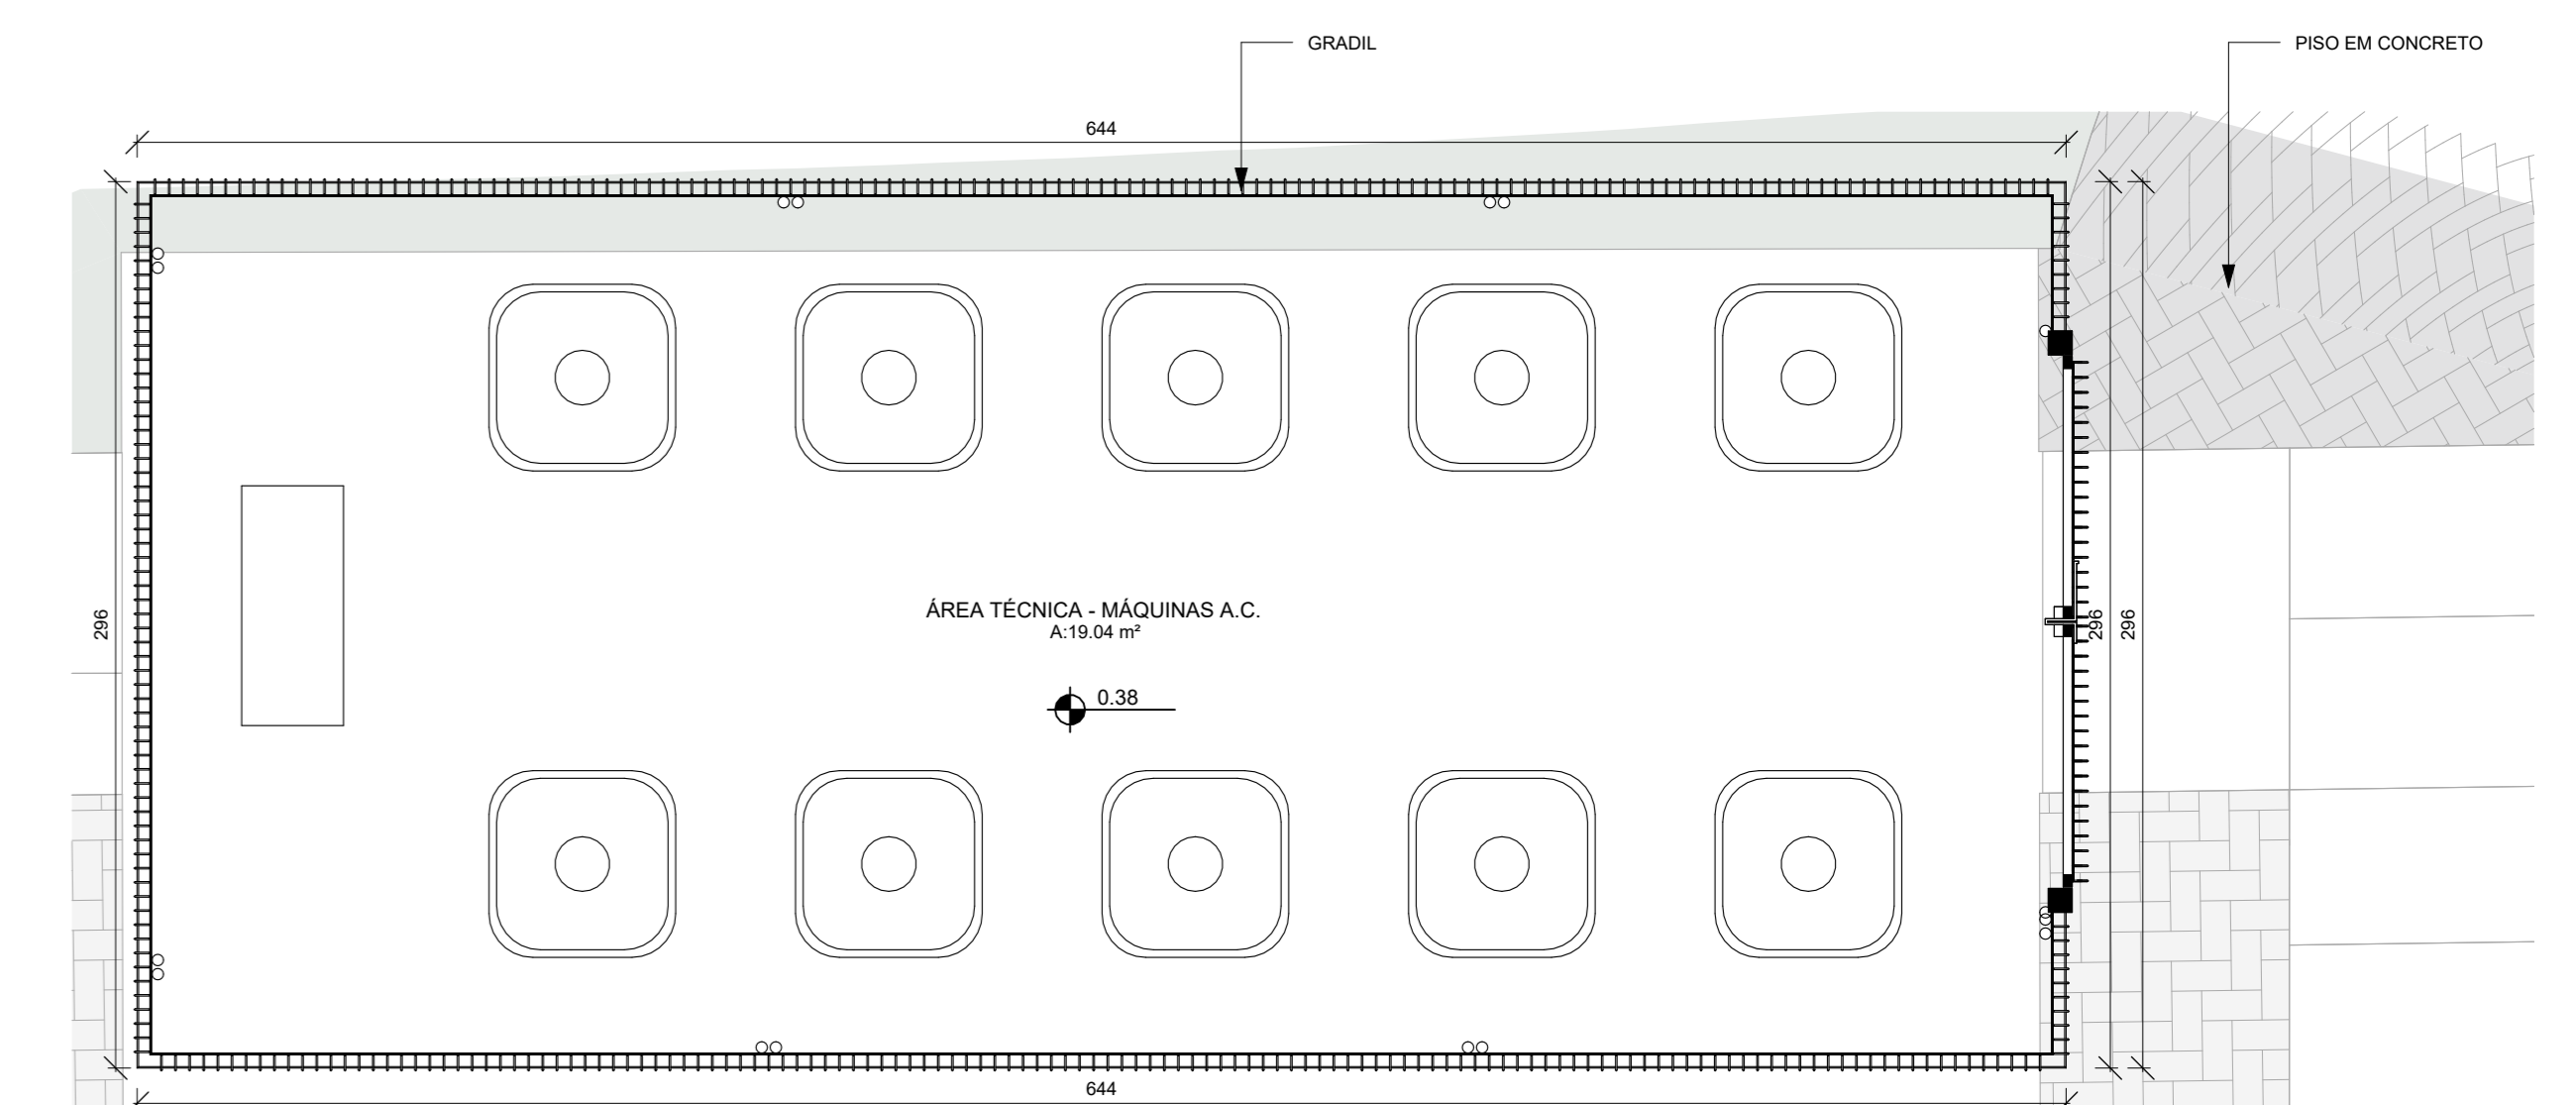 GRADIL
PISO EM CONCRETO
644
296
ÁREA TÉCNICA - MÁQUINAS A.C.
A:19.04 m²
296
296
0.38
644